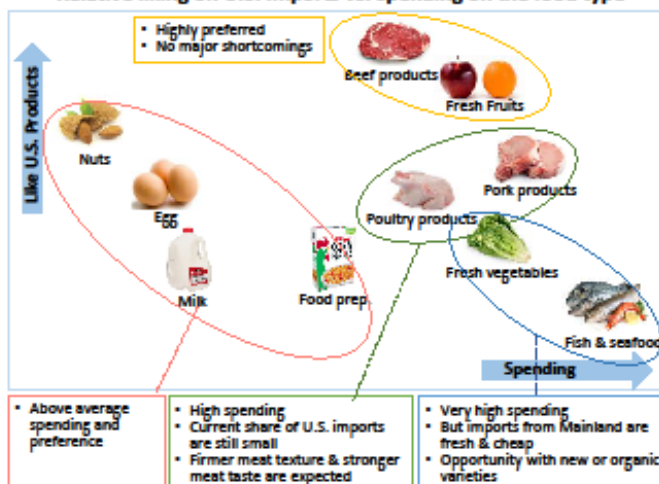 • Highly preferred
• No major shortcomings
Beef products
Fresh Fruits
Like U.S. Products
Nuts
Egg
Milk
Food prep
Poultry products
Pork products
Fresh vegetables
Fish & seafood
Spending
• Above average
spending and
preference
• High spending
• Current share of U.S. imports
are still small
• Firmer meat texture & stronger
meat taste are expected
• Very high spending
• But imports from Mainland are
fresh & cheap
• Opportunity with new or organic
varieties